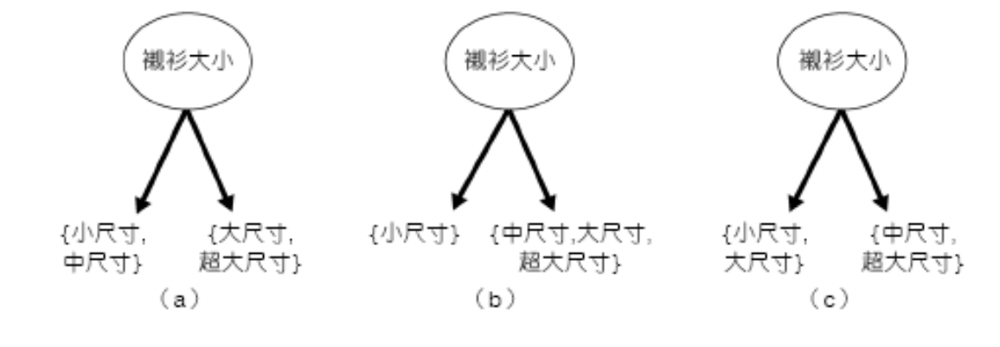 襯衫大小
襯衫大小
襯衫大小
{小尺寸,
中尺寸}
{大尺寸,
超大尺寸}
{小尺寸}
{中尺寸,大尺寸,
超大尺寸}
{小尺寸,
大尺寸}
{中尺寸,
超大尺寸}
（a）
（b）
（c）